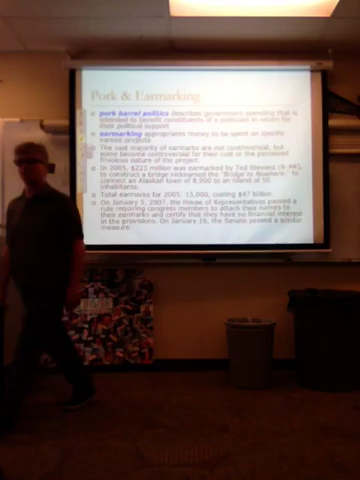 Pork & Earmarking
pork barrel politics describes government spending that is
intended to benefit constituents of a politician in return for
their political support
earmarking appropriates money to be spent on specific
named projects
The vast majority of earmarks are not controversial, but
some become controversial for their cost or the perceived
frivolous nature of the project
In 2005, $223 million was earmarked by Ted Stevens (R AK),
to construct a bridge nicknamed the "Bridge to Nowhere," to
connect an Alaskan town of 8,900 to an island of 50
inhabitants.
Total earmarks for 2005: 15,000, costing $47 billion
On January 5, 2007, the House of Representatives passed a
rule requiring congress members to attach their names to
their earmarks and certify that they have no financial interest
in the provisions. On January 16, the Senate passed a similar
measure.